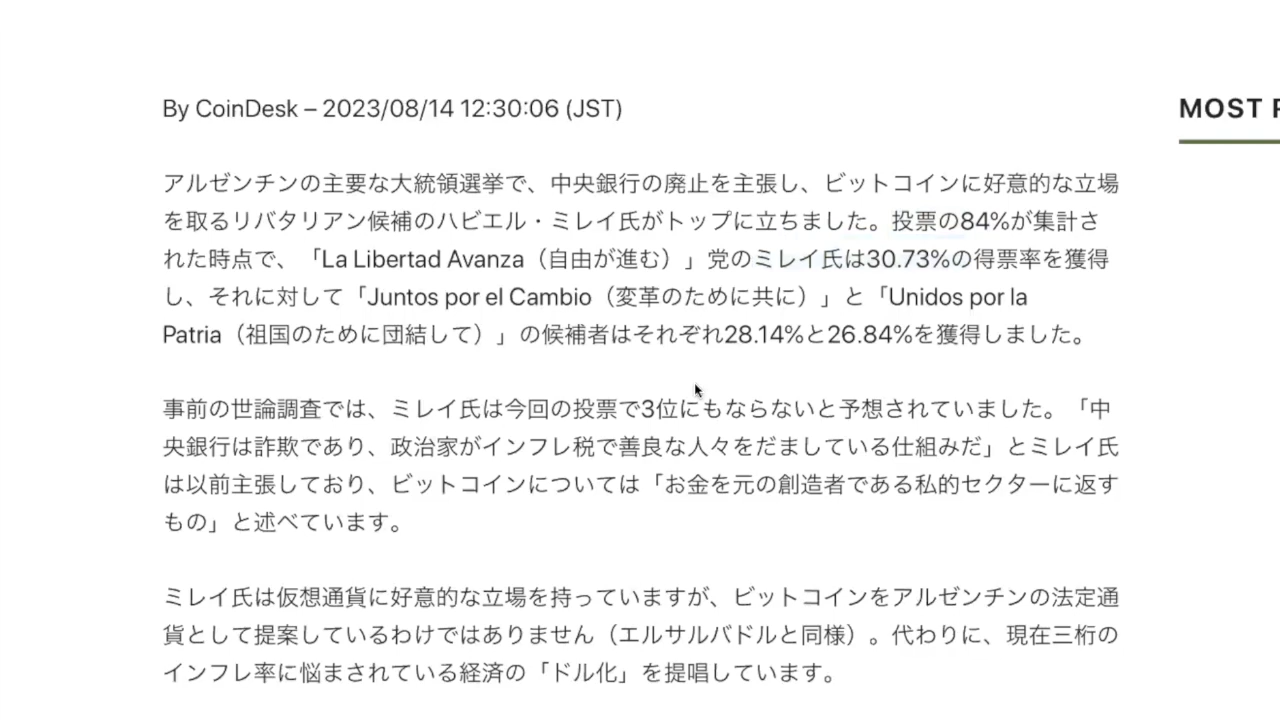 By CoinDesk – 2023/08/14 12:30:06 (JST)
MOST
アルゼンチンの主要な大統領選挙で、中央銀行の廃止を主張し、ビットコインに好意的な立場
を取るリバタリアン候補のハビエル・ミレイ氏がトップに立ちました。投票の84%が集計さ
れた時点で、「La Libertad Avanza（自由が進む）」党のミレイ氏は30.73%の得票率を獲得
し、それに対して「Juntos por el Cambio（変革のために共に）」と「Unidos por la
Patria（祖国のために団結して）」の候補者はそれぞれ28.14%と26.84%を獲得しました。
事前の世論調査では、ミレイ氏は今回の投票で3位にもならないと予想されていました。「中
央銀行は詐欺であり、政治家がインフレ税で善良な人々をだましている仕組みだ」とミレイ氏
は以前主張しており、ビットコインについては「お金を元の創造者である私的セクターに返す
もの」と述べています。
ミレイ氏は仮想通貨に好意的な立場を持っていますが、ビットコインをアルゼンチンの法定通
貨として提案しているわけではありません（エルサルバドルと同様）。代わりに、現在三桁の
インフレ率に悩まされている経済の「ドル化」を提唱しています。